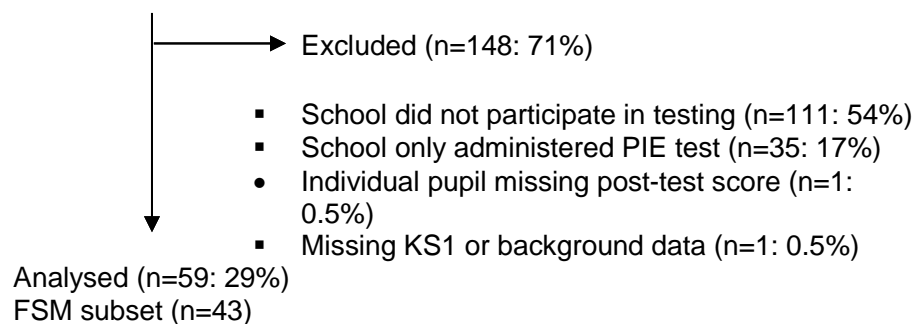 Excluded (n=148: 71%)
▪ School did not participate in testing (n=111: 54%)
▪ School only administered PIE test (n=35: 17%)
• Individual pupil missing post-test score (n=1:
0.5%)
▪ Missing KS1 or background data (n=1: 0.5%)
Analysed (n=59: 29%)
FSM subset (n=43)